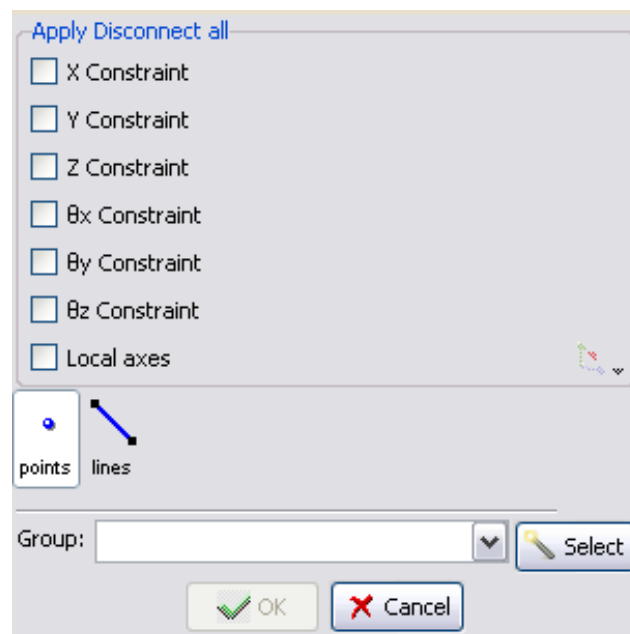 Apply Disconnect all
X Constraint
Y Constraint
Z Constraint
θx Constraint
θy Constraint
θz Constraint
Local axes
points lines
Group: Select
OK Cancel